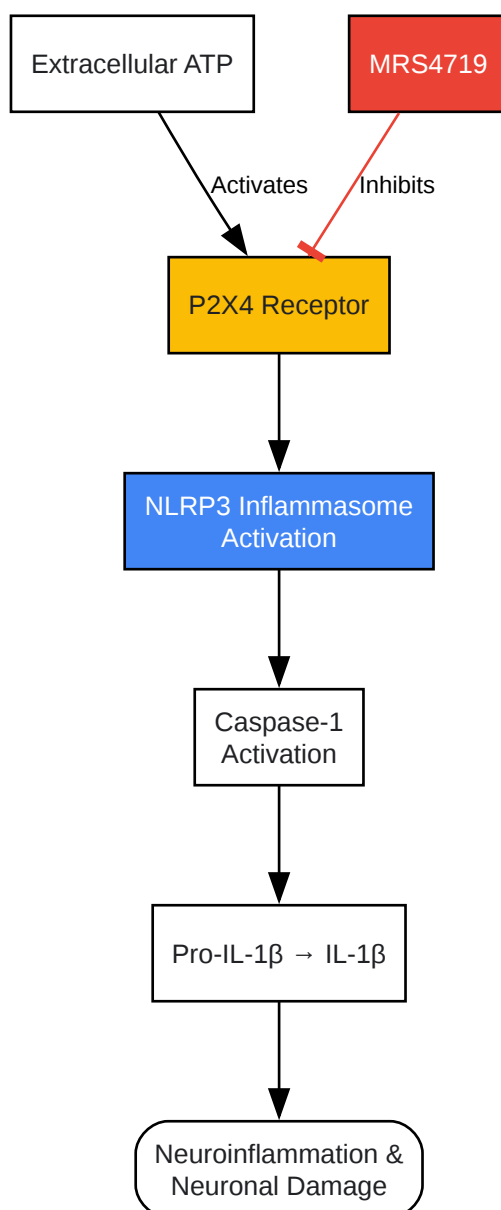 Extracellular ATP
MRS4719
Activates
Inhibits
P2X4 Receptor
NLRP3 Inflammasome
Activation
Caspase-1
Activation
Pro-IL-1β → IL-1β
Neuroinflammation &
Neuronal Damage